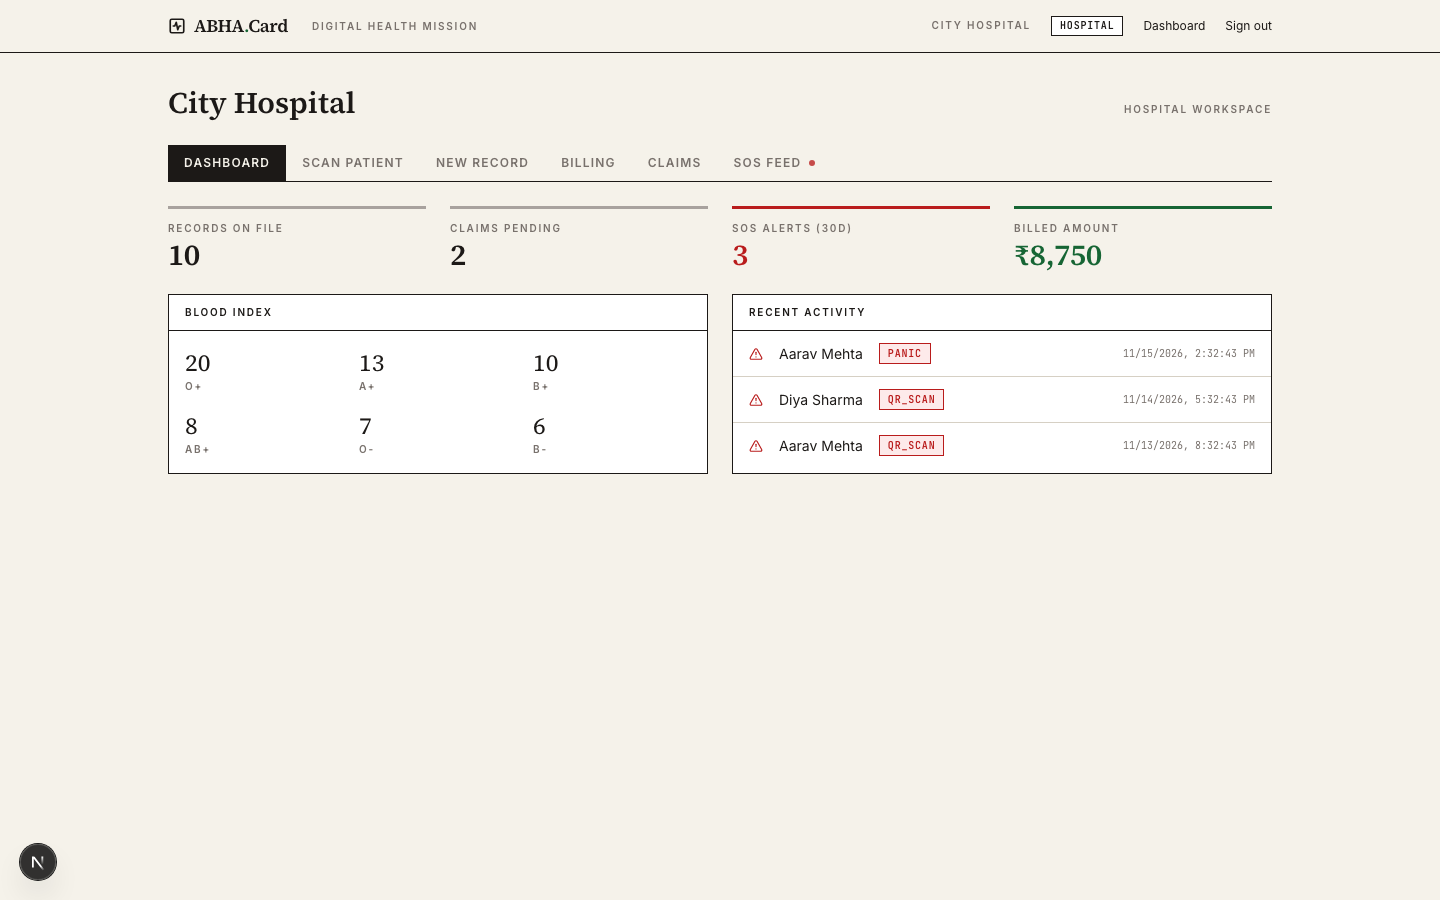 ABHA.Card
DIGITAL HEALTH MISSION
CITY HOSPITAL
HOSPITAL
Dashboard
Sign out
City Hospital
HOSPITAL WORKSPACE
DASHBOARD
SCAN PATIENT
NEW RECORD
BILLING
CLAIMS
SOS FEED
RECORDS ON FILE
10
CLAIMS PENDING
2
SOS ALERTS (30D)
3
BILLED AMOUNT
₹8,750
BLOOD INDEX
20
O+
13
A+
10
B+
8
AB+
7
O-
6
B-
RECENT ACTIVITY
Aarav Mehta PANIC 11/15/2026, 2:32:43 PM
Diya Sharma QR_SCAN 11/14/2026, 5:32:43 PM
Aarav Mehta QR_SCAN 11/13/2026, 8:32:43 PM
N